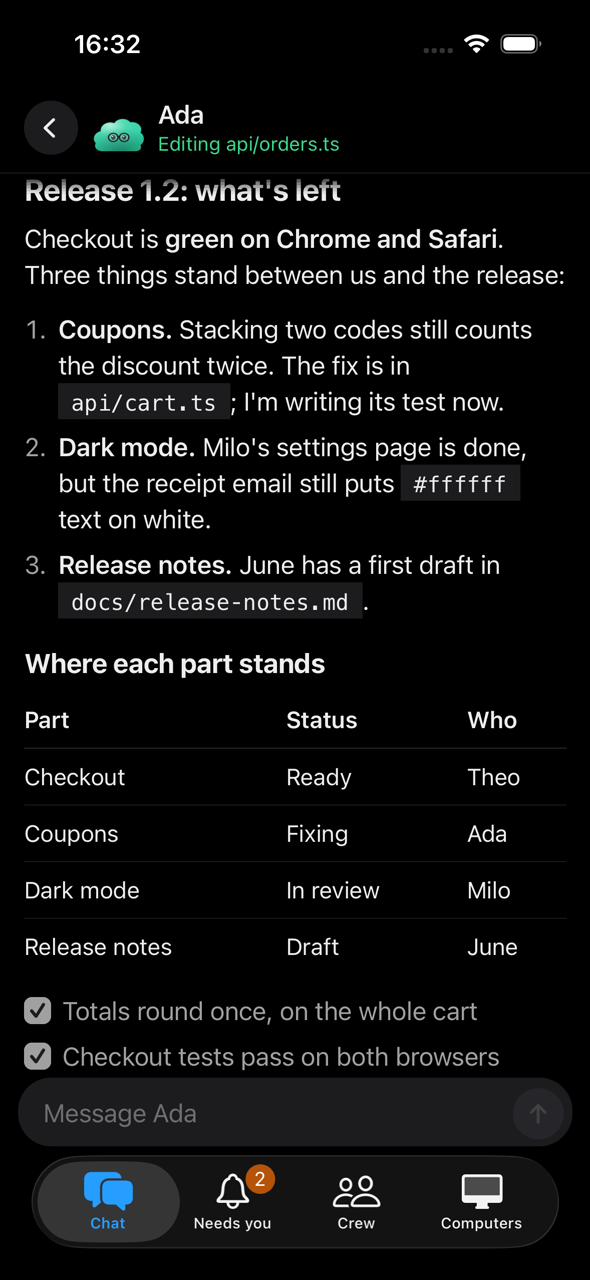 16:32
Ada
Editing api/orders.ts
Release 1.2: what's left
Checkout is green on Chrome and Safari.
Three things stand between us and the release:
1. Coupons. Stacking two codes still counts
the discount twice. The fix is in
api/cart.ts; I'm writing its test now.
2. Dark mode. Milo's settings page is done,
but the receipt email still puts #ffffff
text on white.
3. Release notes. June has a first draft in
docs/release-notes.md.
Where each part stands
Part Status Who
Checkout Ready Theo
Coupons Fixing Ada
Dark mode In review Milo
Release notes Draft June
Totals round once, on the whole cart
Checkout tests pass on both browsers
Message Ada
2
Chat Needs you Crew Computers